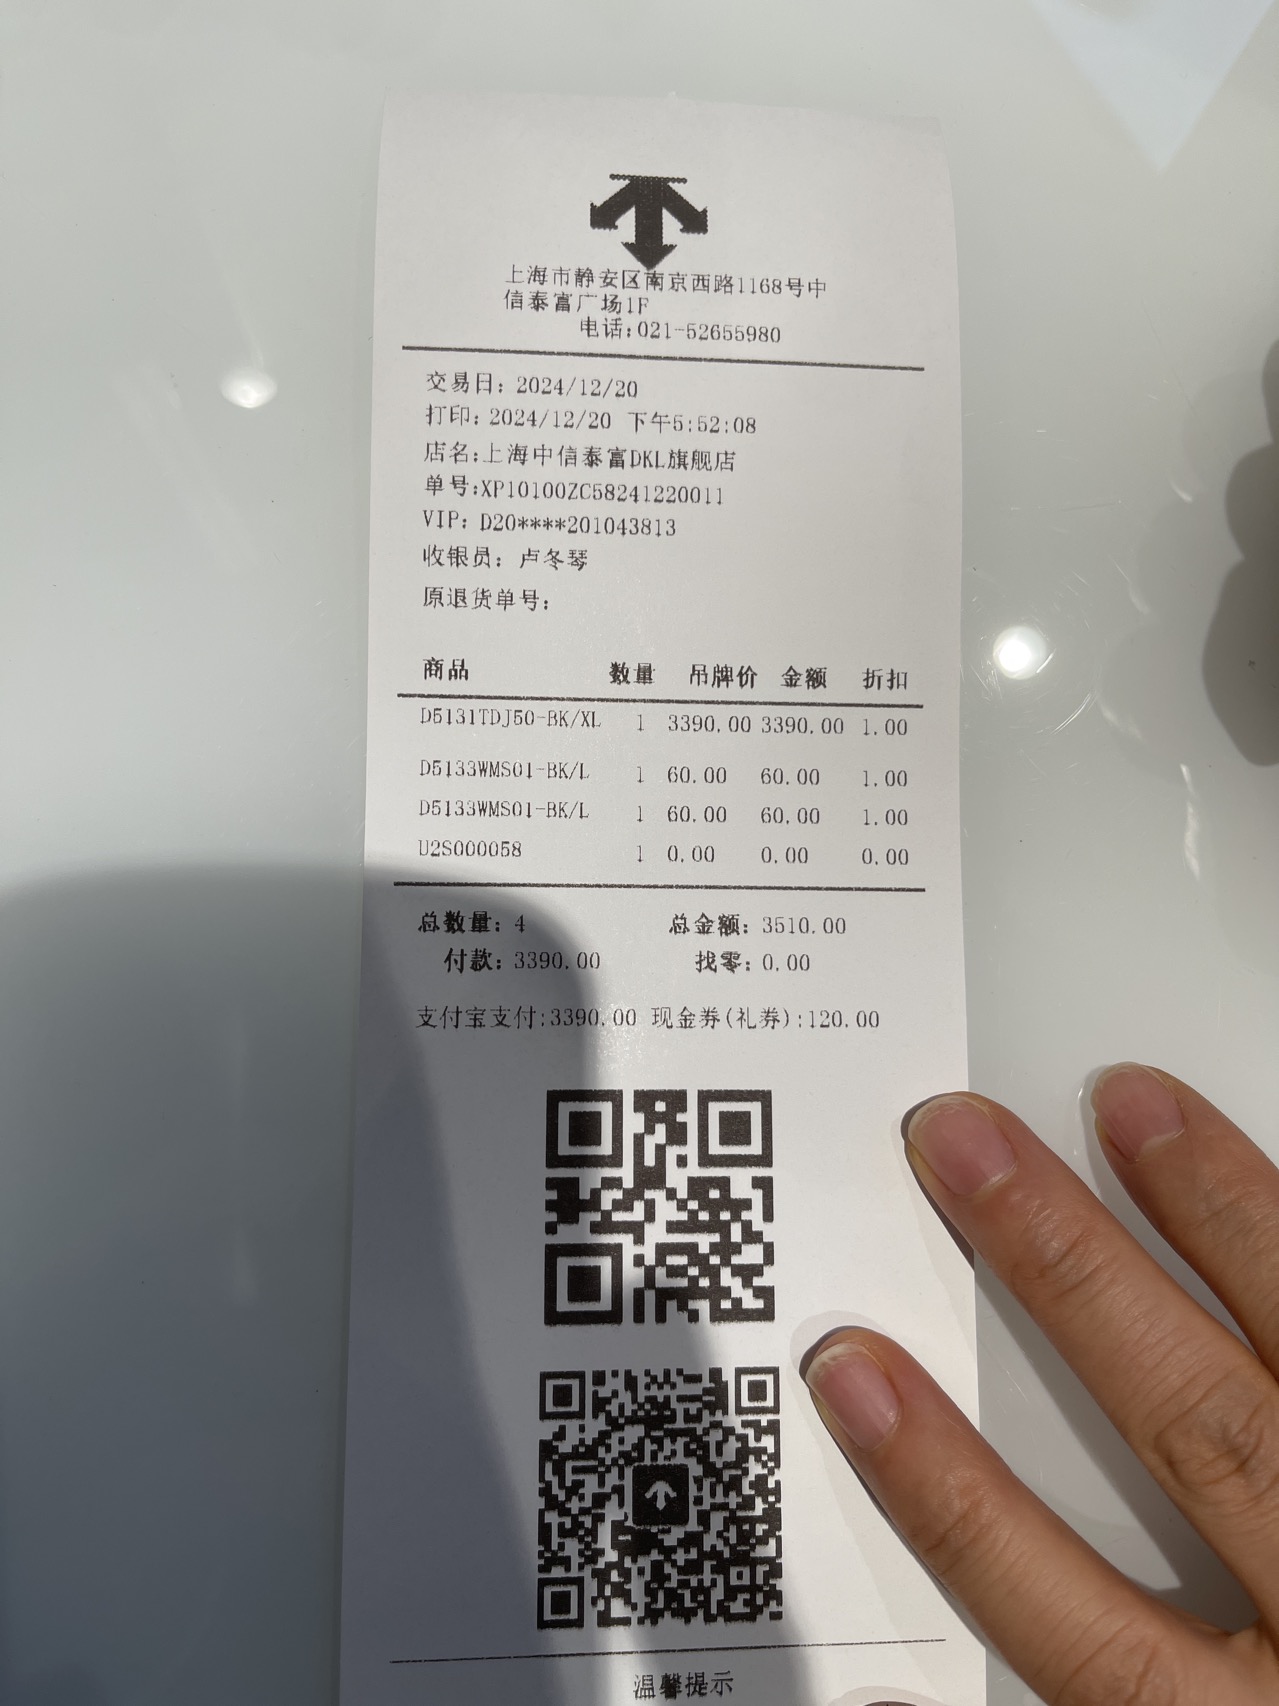 上海市静安区南京西路1168号中
信泰富广场1F
电话:021-52655980
交易日: 2024/12/20
打印: 2024/12/20 下午5:52:08
店名:上海中信泰富DKL旗舰店
单号:XP10100ZC58241220011
VIP: D20****201043813
收银员: 卢冬琴
原退货单号:
商品 数量 吊牌价 金额 折扣
D5131TDJ50-BK/XL 1 3390.00 3390.00 1.00
D5133WMS01-BK/L 1 60.00 60.00 1.00
D5133WMS01-BK/L 1 60.00 60.00 1.00
U2S000058 1 0.00 0.00 0.00
总数量: 4 总金额: 3510.00
付款: 3390.00 找零: 0.00
支付宝支付:3390.00 现金券(礼券):120.00
温馨提示